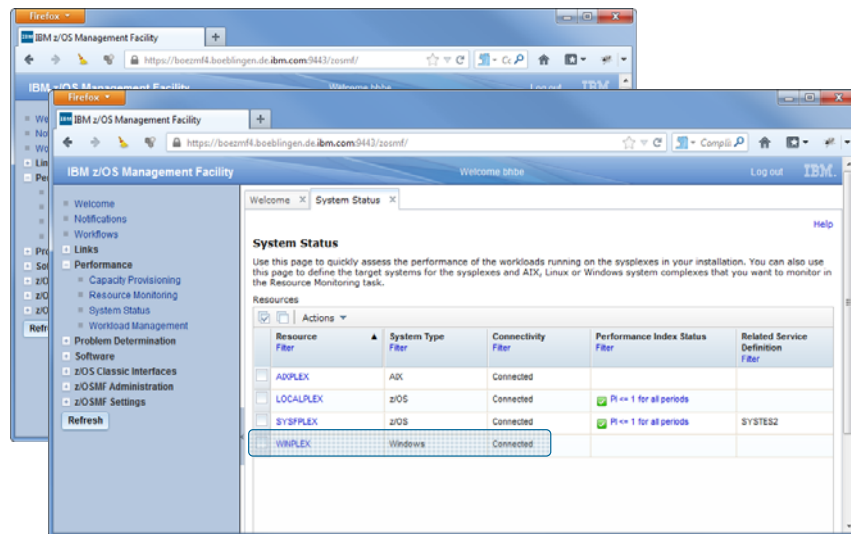 Firefox
IBM z/OS Management Facility
https://boezmf4.boeblingen.de.ibm.com:9443/zosmf/
IBM z/OS Management Facility
Welcome bhbe
Log out
IBM
Firefox
IBM z/OS Management Facility
https://boezmf4.boeblingen.de.ibm.com:9443/zosmf/
IBM z/OS Management Facility
Welcome bhbe
Log out
IBM.
Refr
Welcome
Notifications
Workflows
Links
Performance
Capacity Provisioning
Resource Monitoring
System Status
Workload Management
Problem Determination
Software
z/OS Classic Interfaces
z/OSMF Administration
z/OSMF Settings
Refresh
Welcome
System Status
Help
System Status
Use this page to quickly assess the performance of the workloads running on the sysplexes in your installation. You can also use
this page to define the target systems for the sysplexes and AIX, Linux or Windows system complexes that you want to monitor in
the Resource Monitoring task.
Resources
Actions
Resource System Type Connectivity Performance Index Status Related Service Definition
Filter Filter Filter Filter Filter
AIXPLEX AIX Connected
LOCALPLEX z/OS Connected PI <= 1 for all periods
SYSFPLEX z/OS Connected PI <= 1 for all periods SYSTES2
WINPLEX Windows Connected